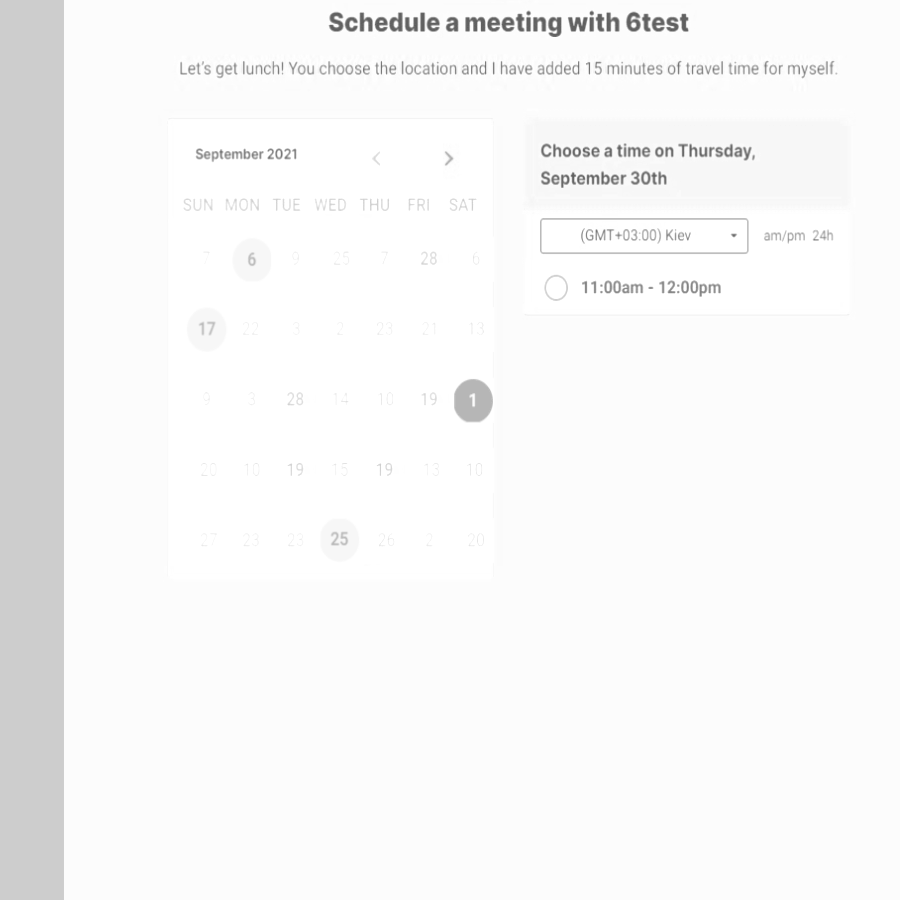 Schedule a meeting with 6test
Let's get lunch! You choose the location and I have added 15 minutes of travel time for myself.
September 2021
SUN MON TUE WED THU FRI SAT
7 6 9 25 7 28 6
17 22 3 2 23 21 13
9 3 28 14 10 19 1
20 10 19 15 19 13 10
27 23 23 25 26 2 20
Choose a time on Thursday,
September 30th
(GMT+03:00) Kiev
am/pm 24h
11:00am - 12:00pm